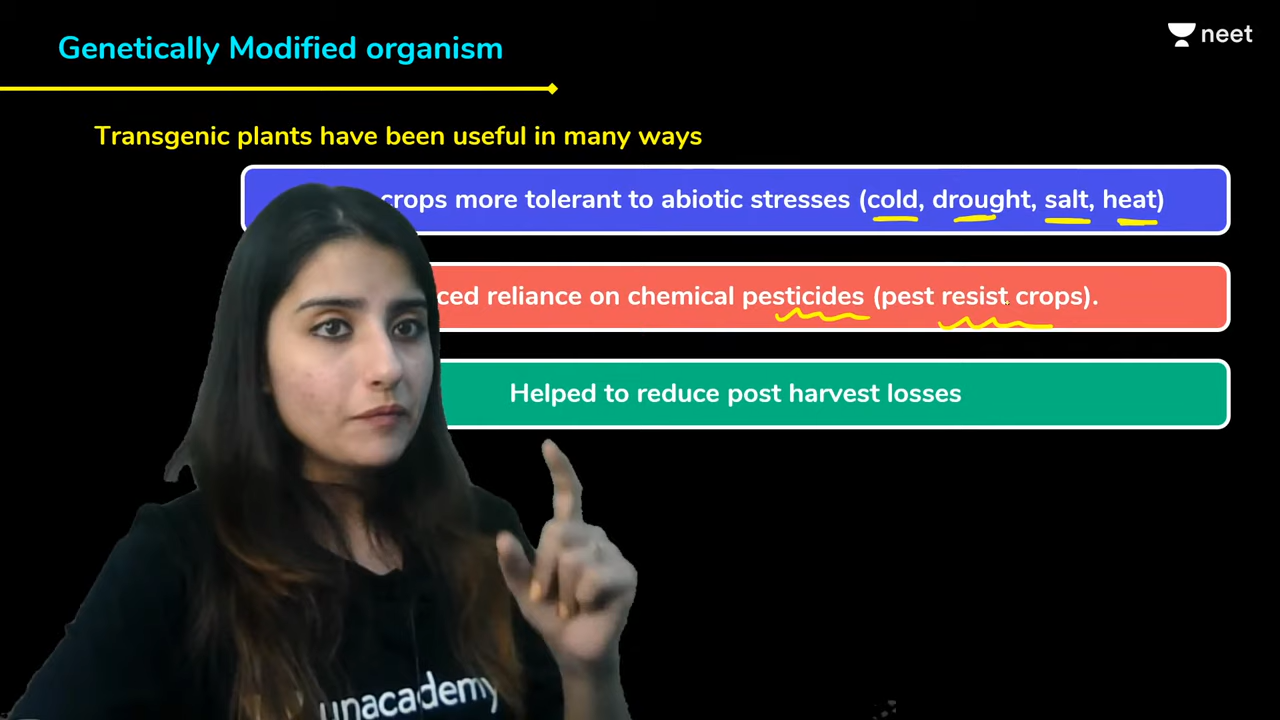 Genetically Modified organism
neet
Transgenic plants have been useful in many ways
crops more tolerant to abiotic stresses (cold, drought, salt, heat)
reliance on chemical pesticides (pest resist crops).
Helped to reduce post harvest losses
unacademy